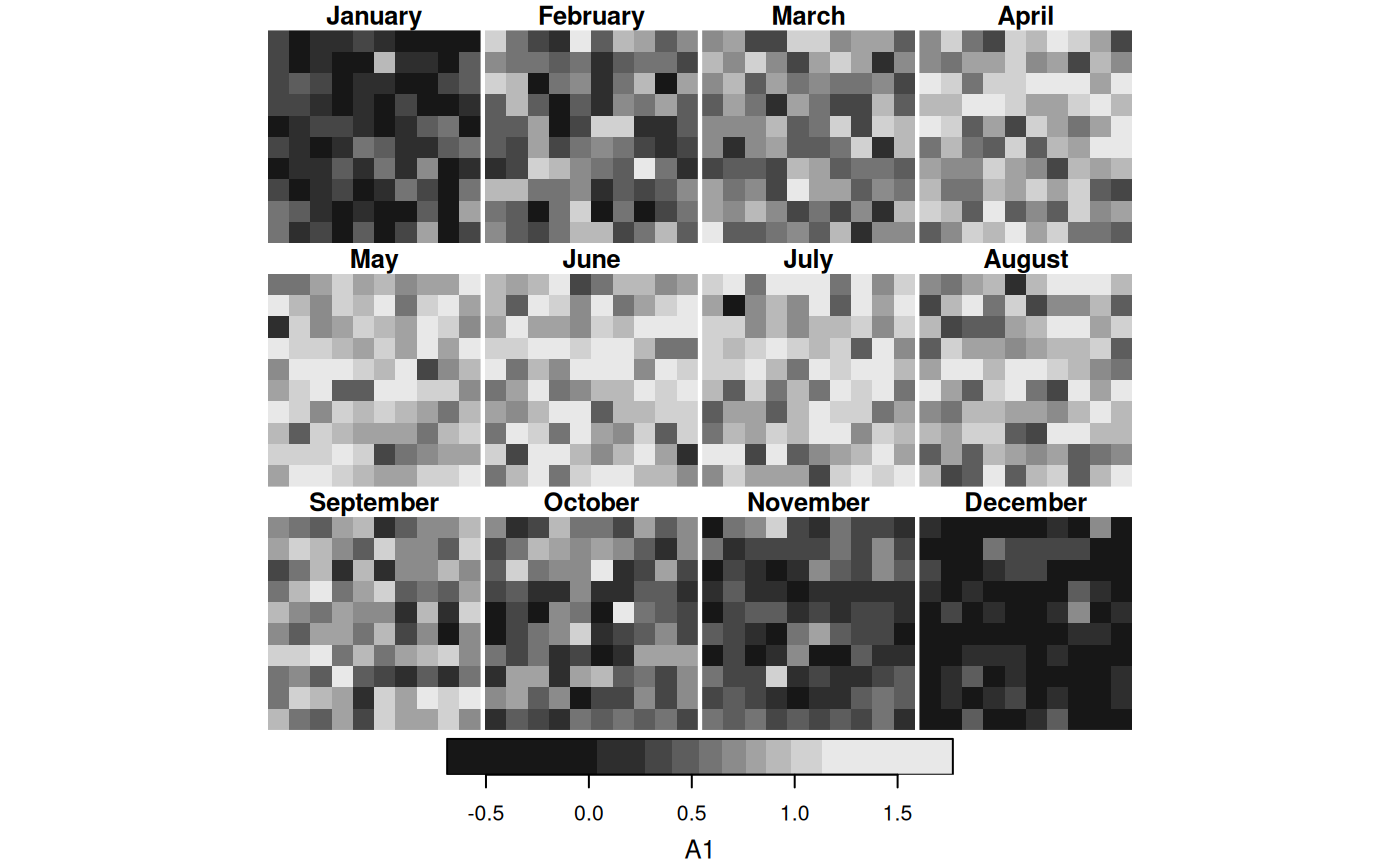 January February March April
May June July August
September October November December
-0.5 0.0 0.5 1.0 1.5
A1